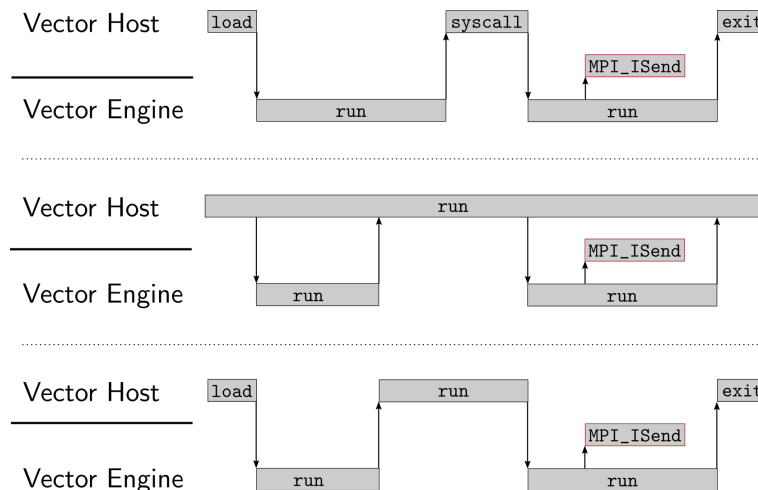 Vector Host load syscall exit
MPI_ISend
Vector Engine run run
Vector Host run
MPI_ISend
Vector Engine run run
Vector Host load run exit
MPI_ISend
Vector Engine run run